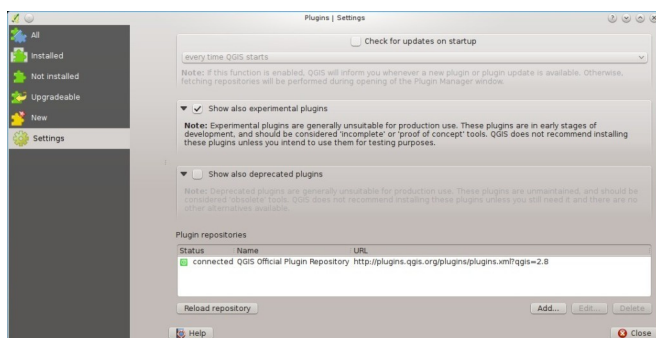 Plugins | Settings
All
Installed
Not installed
Upgradeable
New
Settings
Check for updates on startup
every time QGIS starts
Note: If this function is enabled, QGIS will inform you whenever a new plugin or plugin update is available. Otherwise,
fetching repositories will be performed during opening of the Plugin Manager window.
Show also experimental plugins
Note: Experimental plugins are generally unsuitable for production use. These plugins are in early stages of
development, and should be considered 'incomplete' or 'proof of concept' tools. QGIS does not recommend installing
these plugins unless you intend to use them for testing purposes.
Show also deprecated plugins
Note: Deprecated plugins are generally unsuitable for production use. These plugins are unmaintained, and should be
considered 'obsolete' tools. QGIS does not recommend installing these plugins unless you still need it and there are no
other alternatives available.
Plugin repositories
Status Name URL
connected QGIS Official Plugin Repository http://plugins.qgis.org/plugins/plugins.xml?qgis=2.8
Reload repository Add... Edit... Delete
Help Close